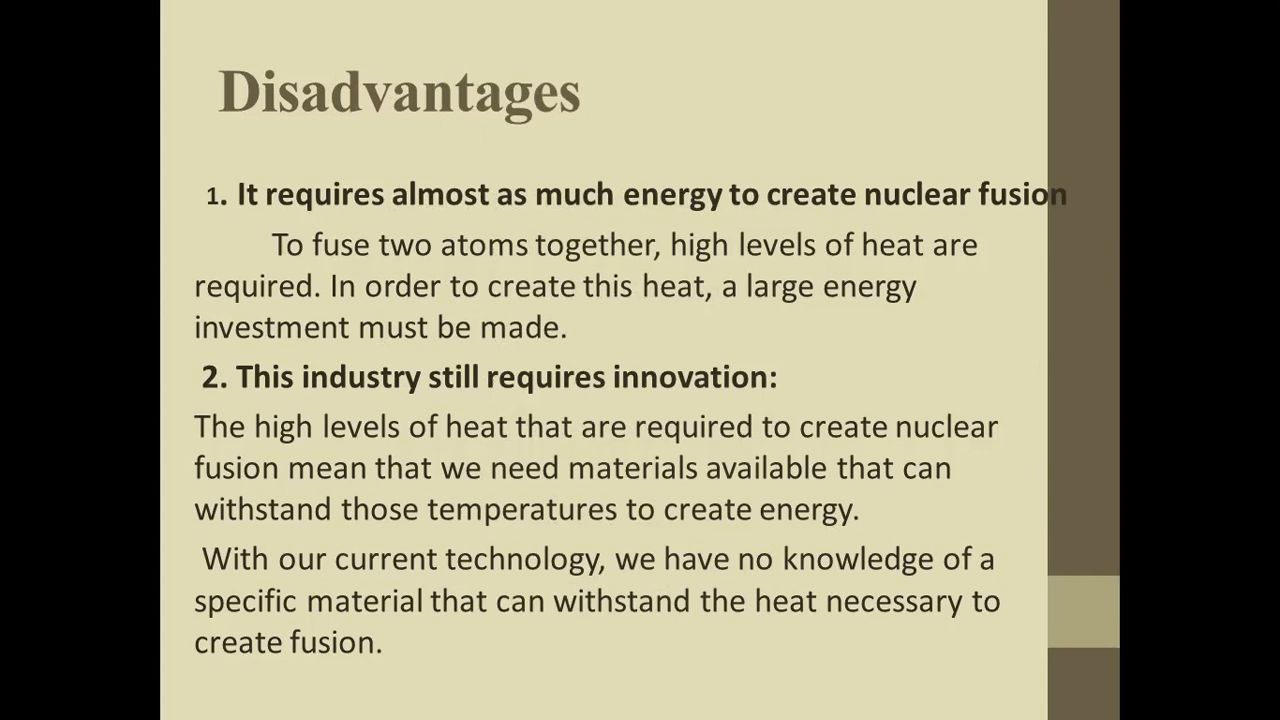 Disadvantages
1. It requires almost as much energy to create nuclear fusion
To fuse two atoms together, high levels of heat are
required. In order to create this heat, a large energy
investment must be made.
2. This industry still requires innovation:
The high levels of heat that are required to create nuclear
fusion mean that we need materials available that can
withstand those temperatures to create energy.
With our current technology, we have no knowledge of a
specific material that can withstand the heat necessary to
create fusion.